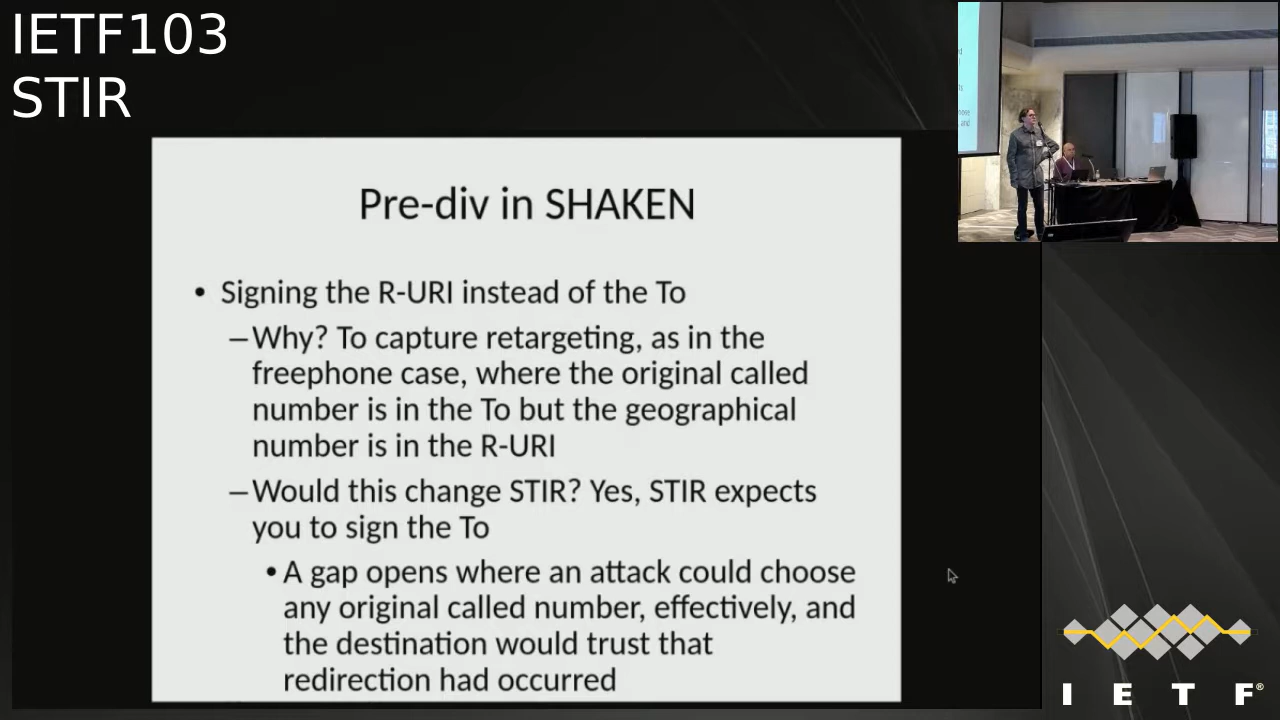 IETF103
STIR
Pre-div in SHAKEN
• Signing the R-URI instead of the To
– Why? To capture retargeting, as in the
freephone case, where the original called
number is in the To but the geographical
number is in the R-URI
– Would this change STIR? Yes, STIR expects
you to sign the To
• A gap opens where an attack could choose
any original called number, effectively, and
the destination would trust that
redirection had occurred
I E T F®